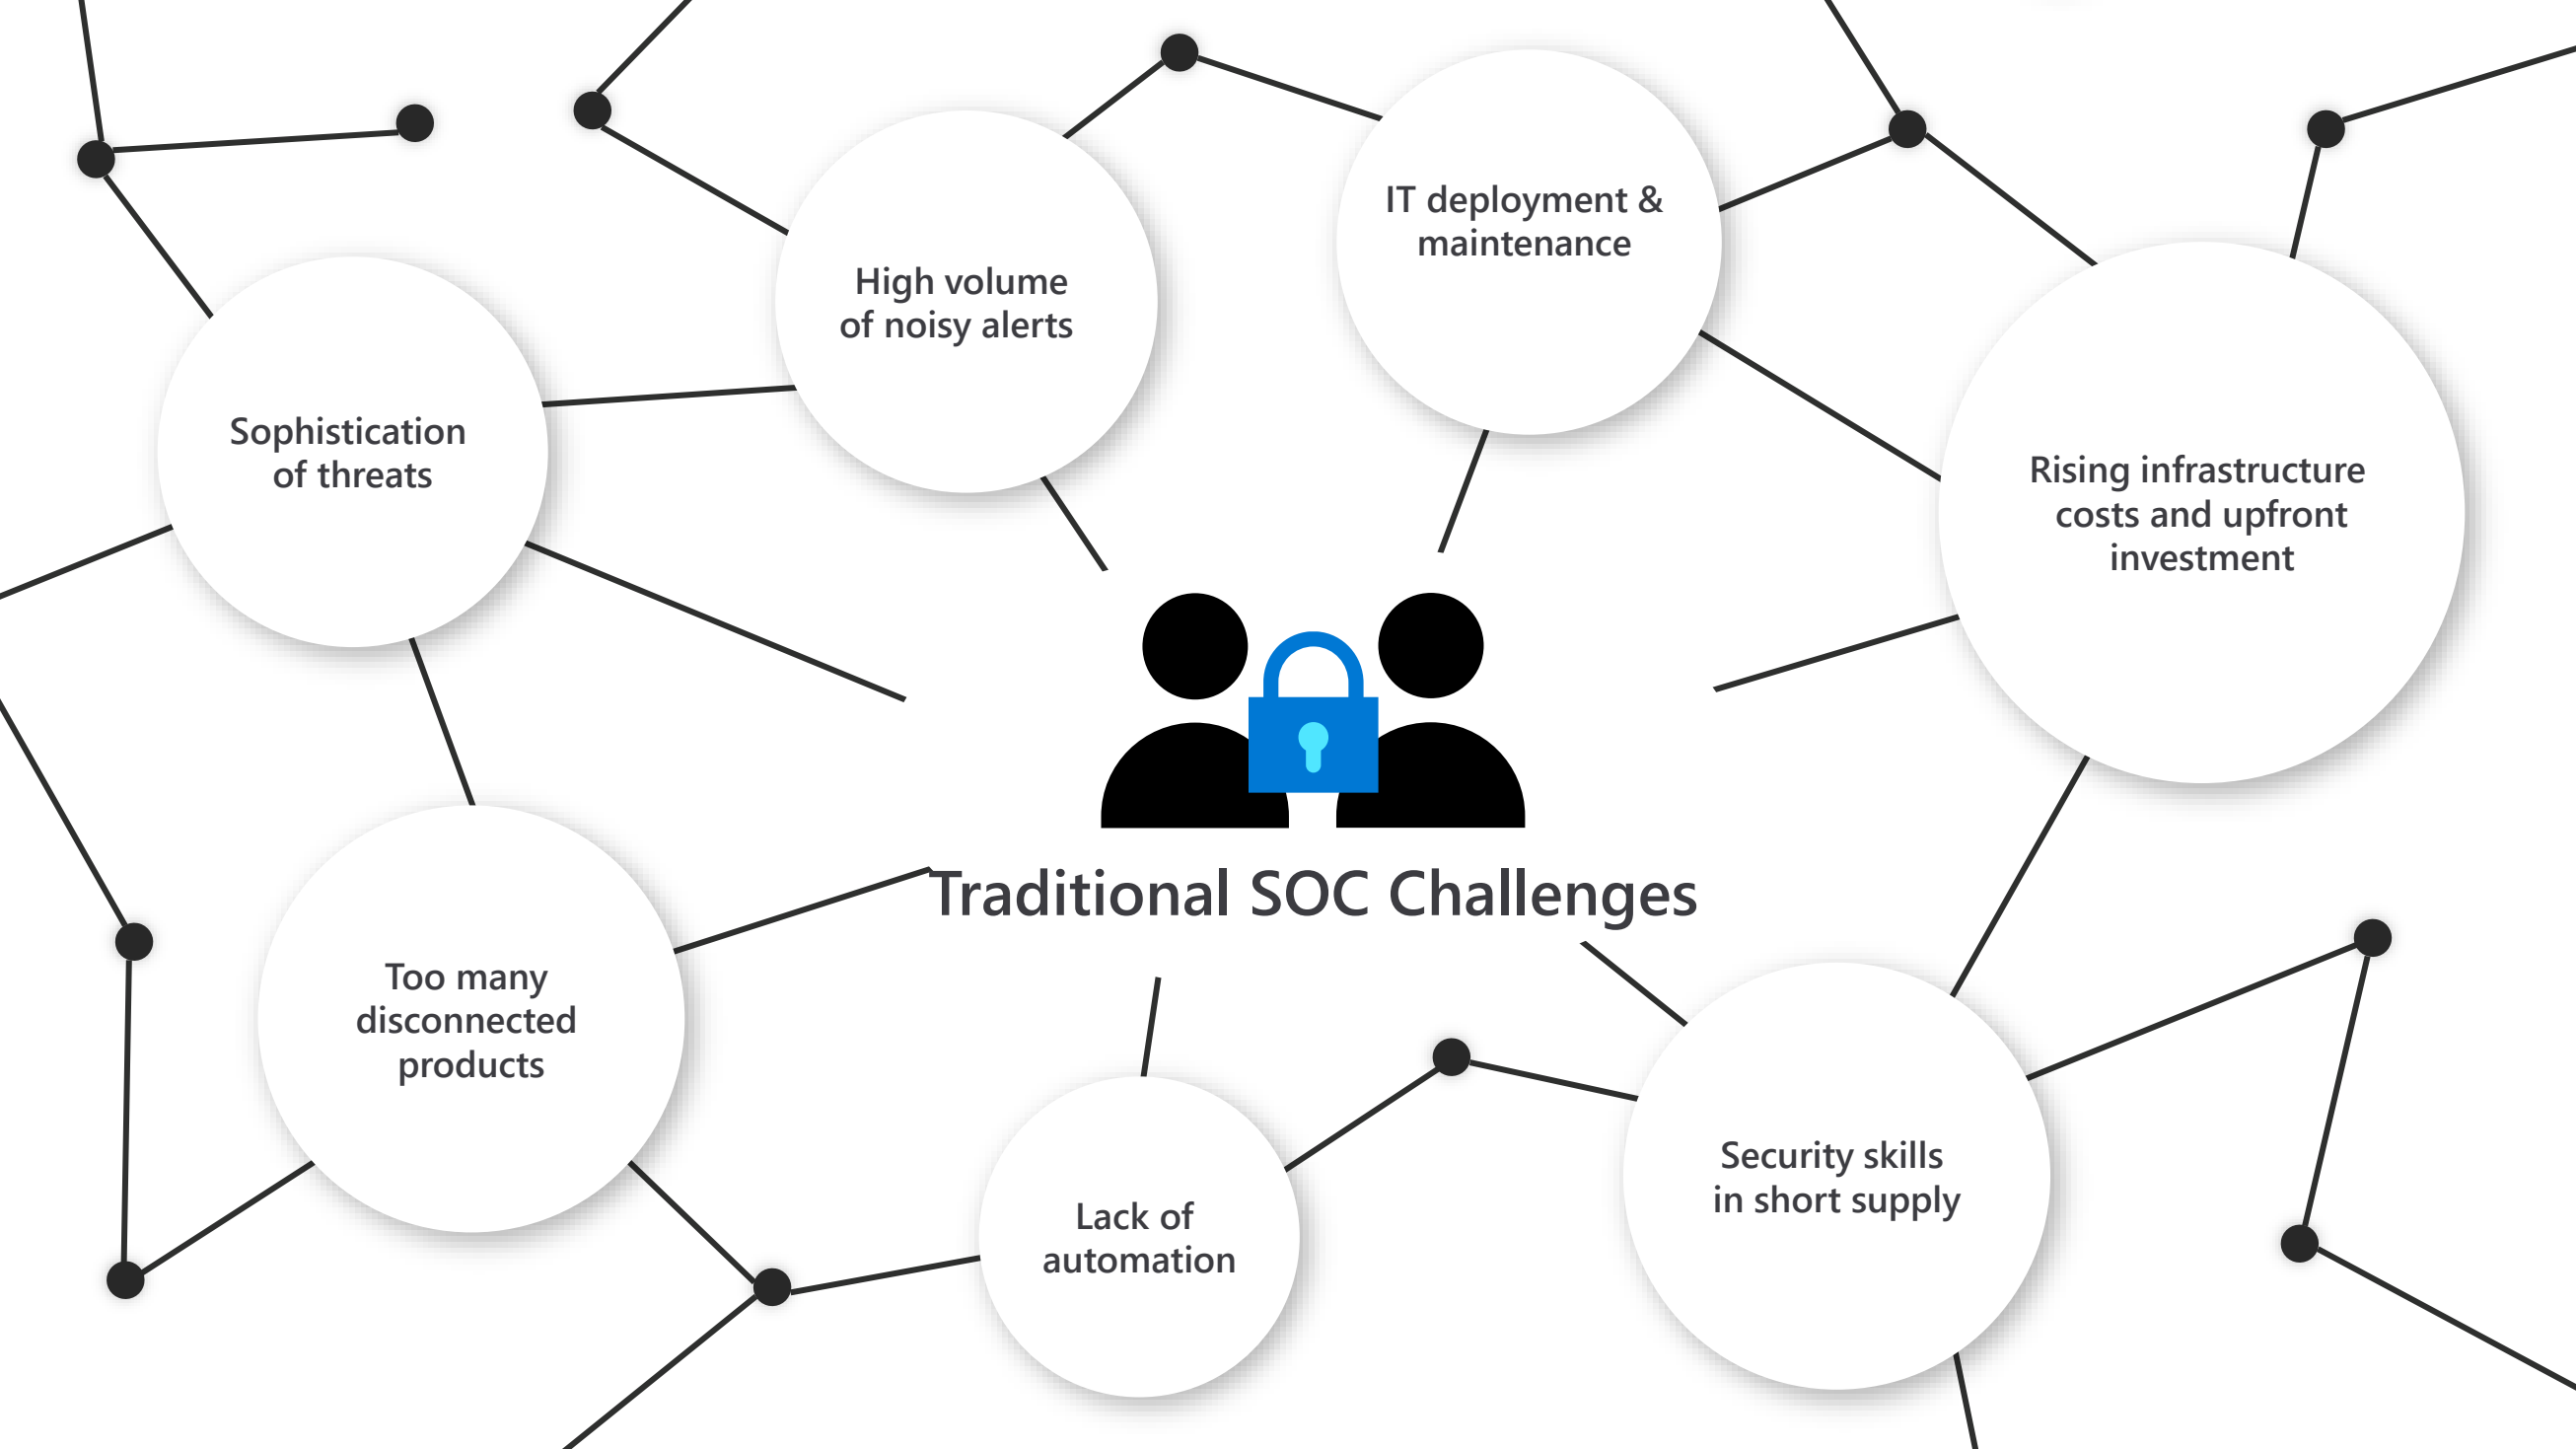 IT deployment &
maintenance
High volume
of noisy alerts
Sophistication
of threats
Rising infrastructure
costs and upfront
investment
Traditional SOC Challenges
Too many
disconnected
products
Lack of
automation
Security skills
in short supply